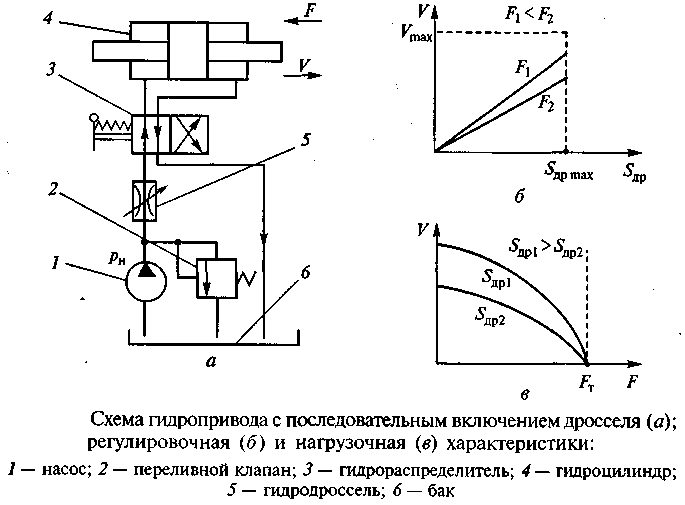 4
F
V
3
5
2
pн
1
6
а
V
Vmax
F1 < F2
F1
F2
Sдр max
Sдр
б
V
Sдр1 > Sдр2
Sдр1
Sдр2
Fт
F
в
Схема гидропривода с последовательным включением дросселя (а);
регулировочная (б) и нагрузочная (в) характеристики:
1 — насос; 2 — переливной клапан; 3 — гидрораспределитель; 4 — гидроцилиндр;
5 — гидродроссель; 6 — бак